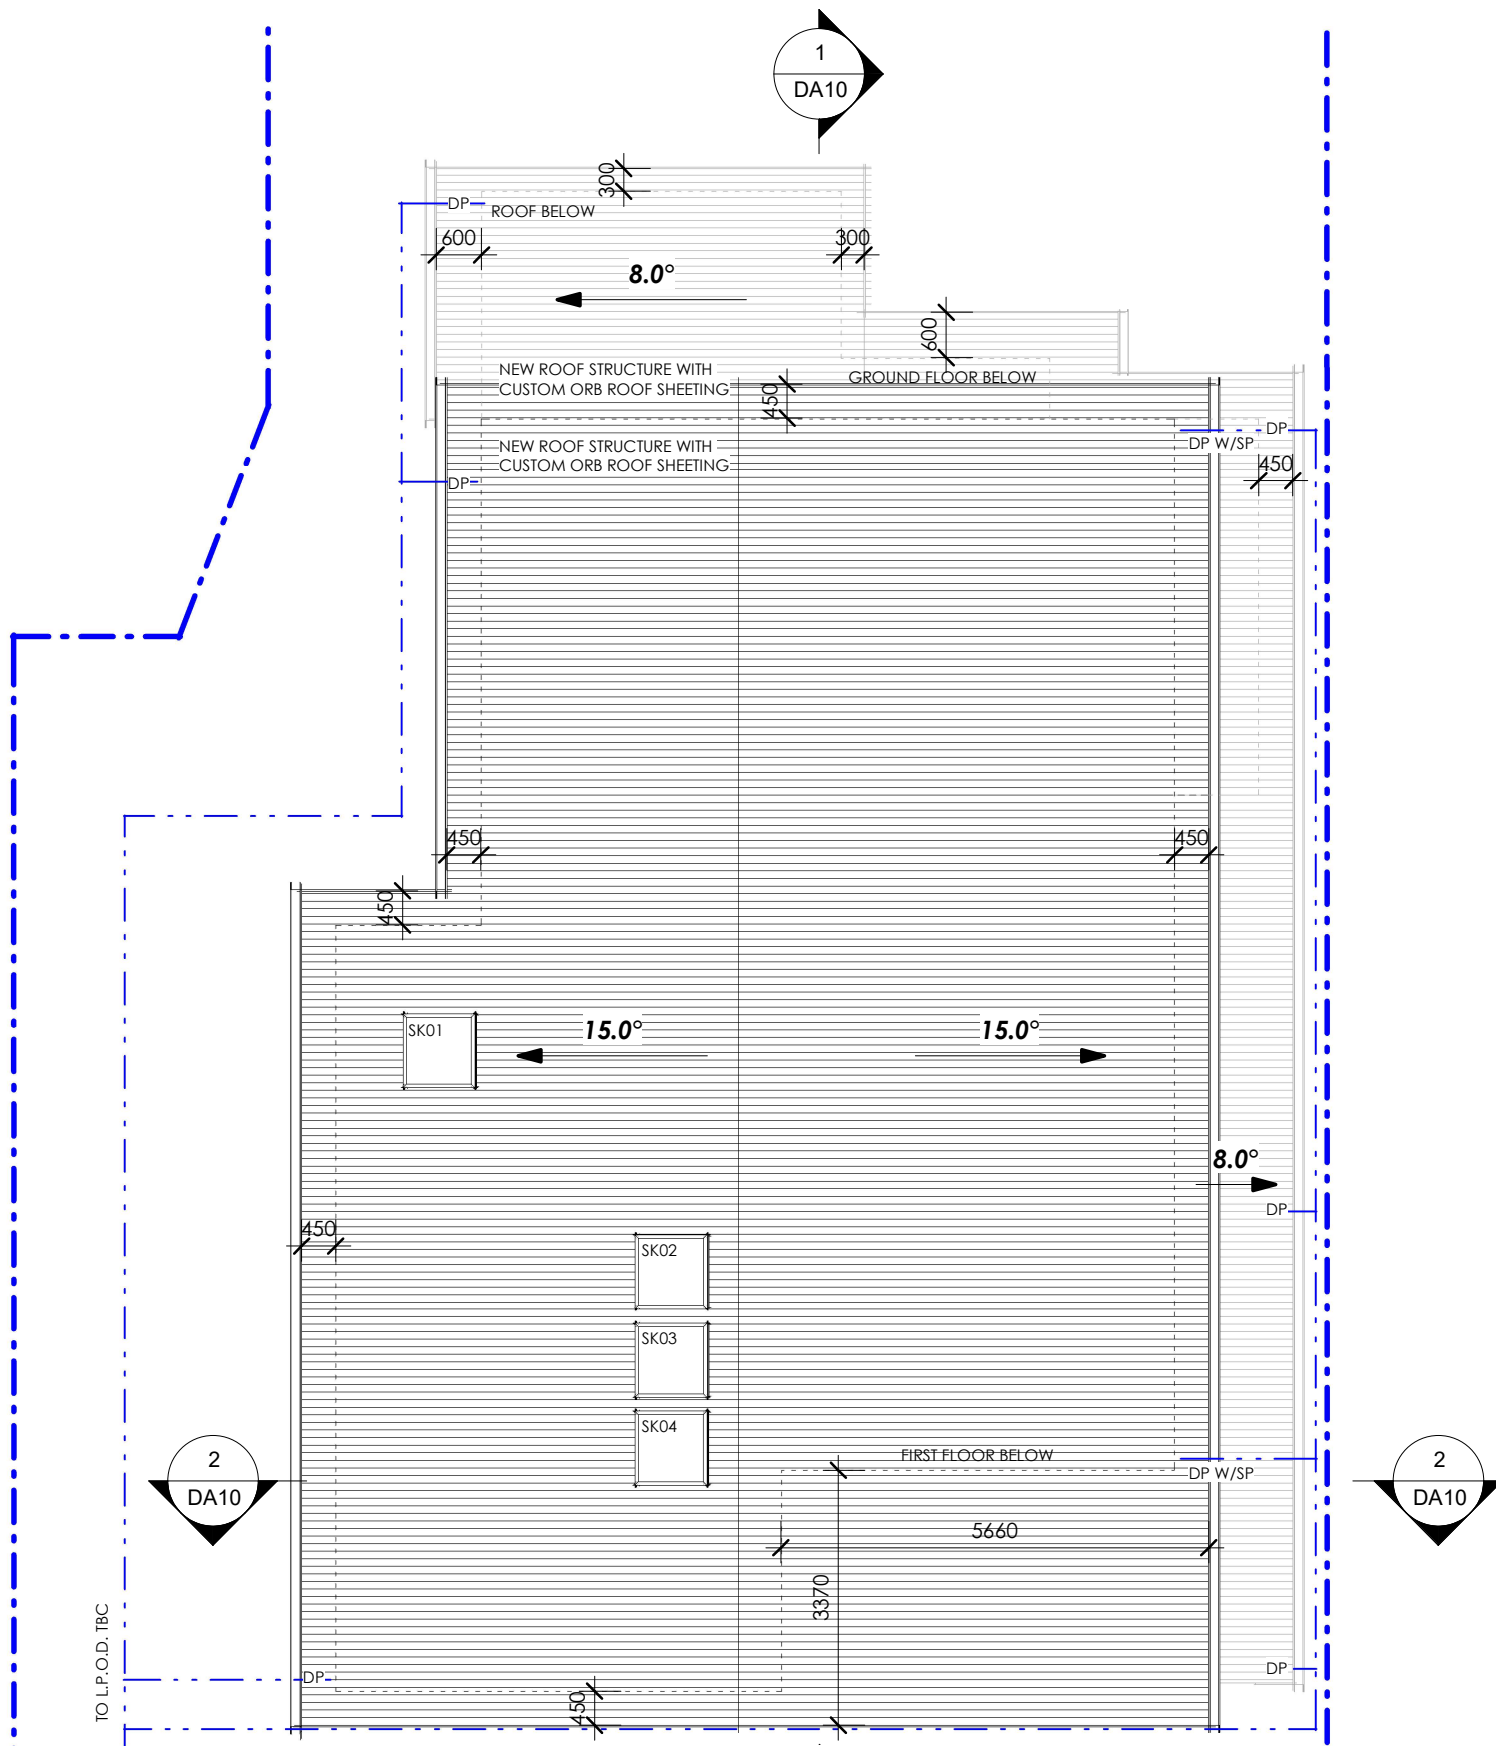 1
DA10
300
DP
ROOF BELOW
600
300
8.0°
600
NEW ROOF STRUCTURE WITH
CUSTOM ORB ROOF SHEETING
GROUND FLOOR BELOW
450
DP
DP W/SP
NEW ROOF STRUCTURE WITH
CUSTOM ORB ROOF SHEETING
450
DP
450
450
450
SK01
15.0°
15.0°
8.0°
DP
450
SK02
SK03
SK04
FIRST FLOOR BELOW
2
DA10
DP W/SP
2
DA10
5660
3370
TO L.P.O.D. TBC
DP
DP
450